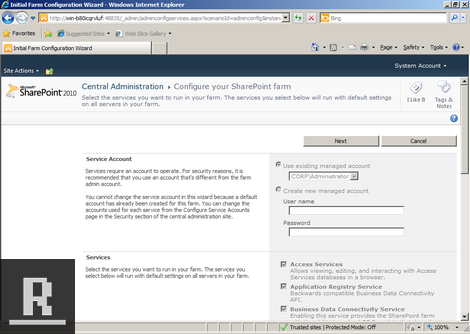 Initial Farm Configuration Wizard - Windows Internet Explorer
http://win-b80icqrvluf:48835/_admin/adminconfigservices.aspx?scenarioid=adminconfig&instan
Bing
Favorites
Suggested Sites
Web Slice Gallery
Initial Farm Configuration Wizard
Page
Safety
Tools
System Account
Site Actions
Microsoft
SharePoint 2010
Central Administration
Configure your SharePoint farm
Select the services you want to run in your farm. The services you select below will run with default settings
on all servers in your farm.
I Like It
Tags &
Notes
Next
Cancel
Service Account
Services require an account to operate. For security reasons, it is
recommended that you use an account that's different from the farm
admin account.
You cannot change the service account in this wizard because a default
account has already been created for this farm. You can change the
accounts used for each service from the Configure Service Accounts
page in the Security section of the central administration site.
Use existing managed account
CORP\Administrator
Create new managed account
User name
Password
Services
Select the services you want to run in your farm. The services you
select below will run with default settings on all servers in your farm.
Access Services
Allows viewing, editing, and interacting with Access
Services databases in a browser.
Application Registry Service
Backwards compatible Business Data Connectivity
API.
Business Data Connectivity Service
Enabling this service provides the SharePoint farm
R
Trusted sites | Protected Mode: Off
100%